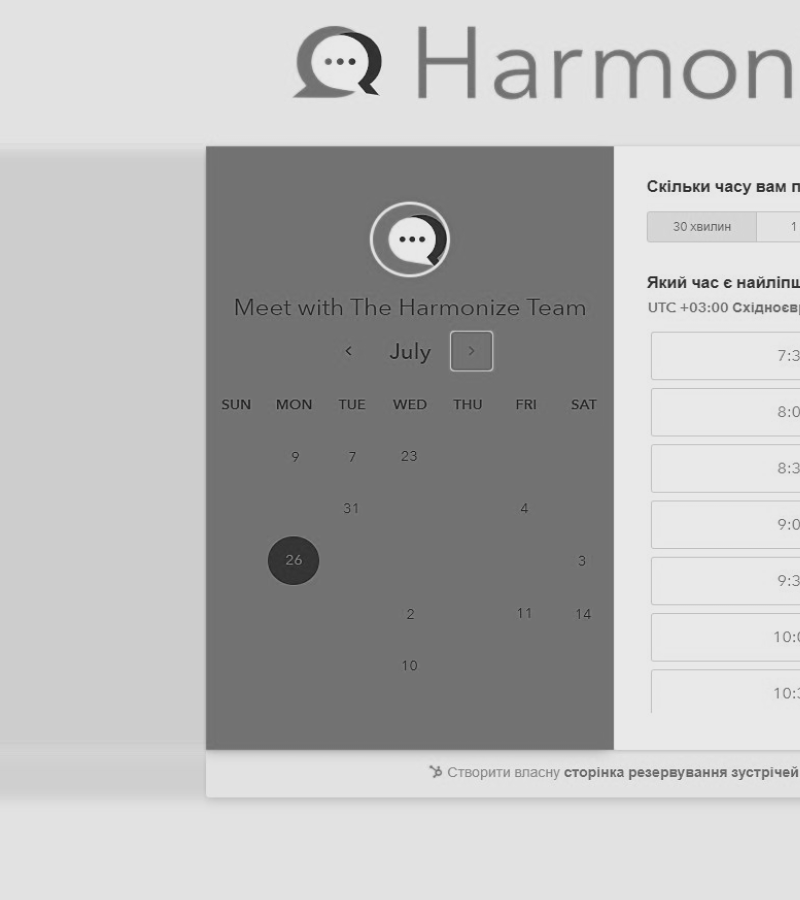 Harmon
Meet with The Harmonize Team
July
SUN MON TUE WED THU FRI SAT
9 7 23
31 4
26 3
2 11 14
10
Скільки часу вам п
30 хвилин 1
Який час є найліпш
UTC +03:00 Східноєвр
7:3
8:0
8:3
9:0
9:3
10:0
10:3
Створити власну сторінка резервування зустрічей